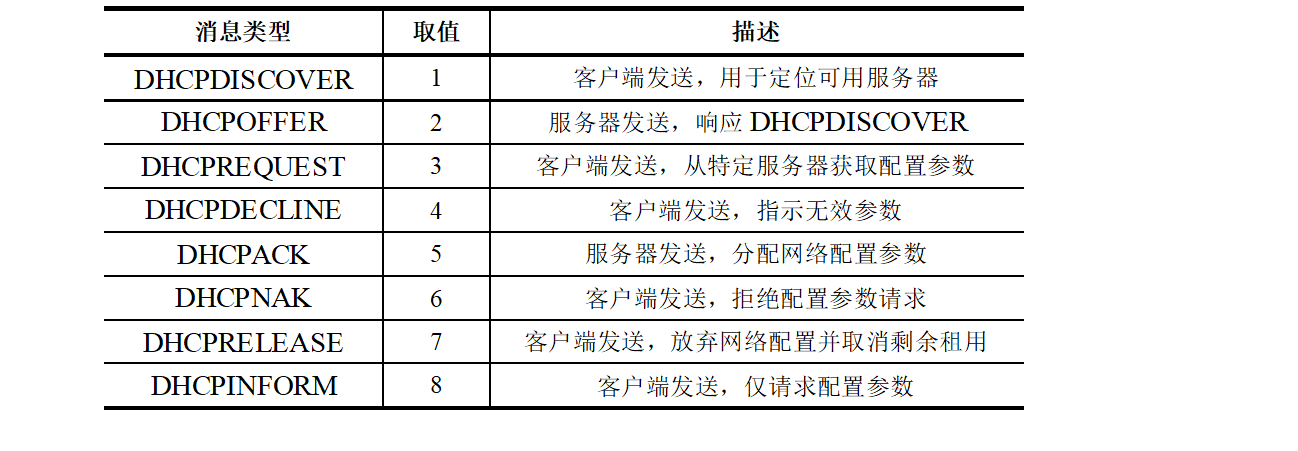 消息类型 取值 描述
DHCPDISCOVER 1 客户端发送，用于定位可用服务器
DHCPOFFER 2 服务器发送，响应 DHCPDISCOVER
DHCPREQUEST 3 客户端发送，从特定服务器获取配置参数
DHCPDECLINE 4 客户端发送，指示无效参数
DHCPACK 5 服务器发送，分配网络配置参数
DHCPNAK 6 客户端发送，拒绝配置参数请求
DHCPRELEASE 7 客户端发送，放弃网络配置并取消剩余租用
DHCPINFORM 8 客户端发送，仅请求配置参数